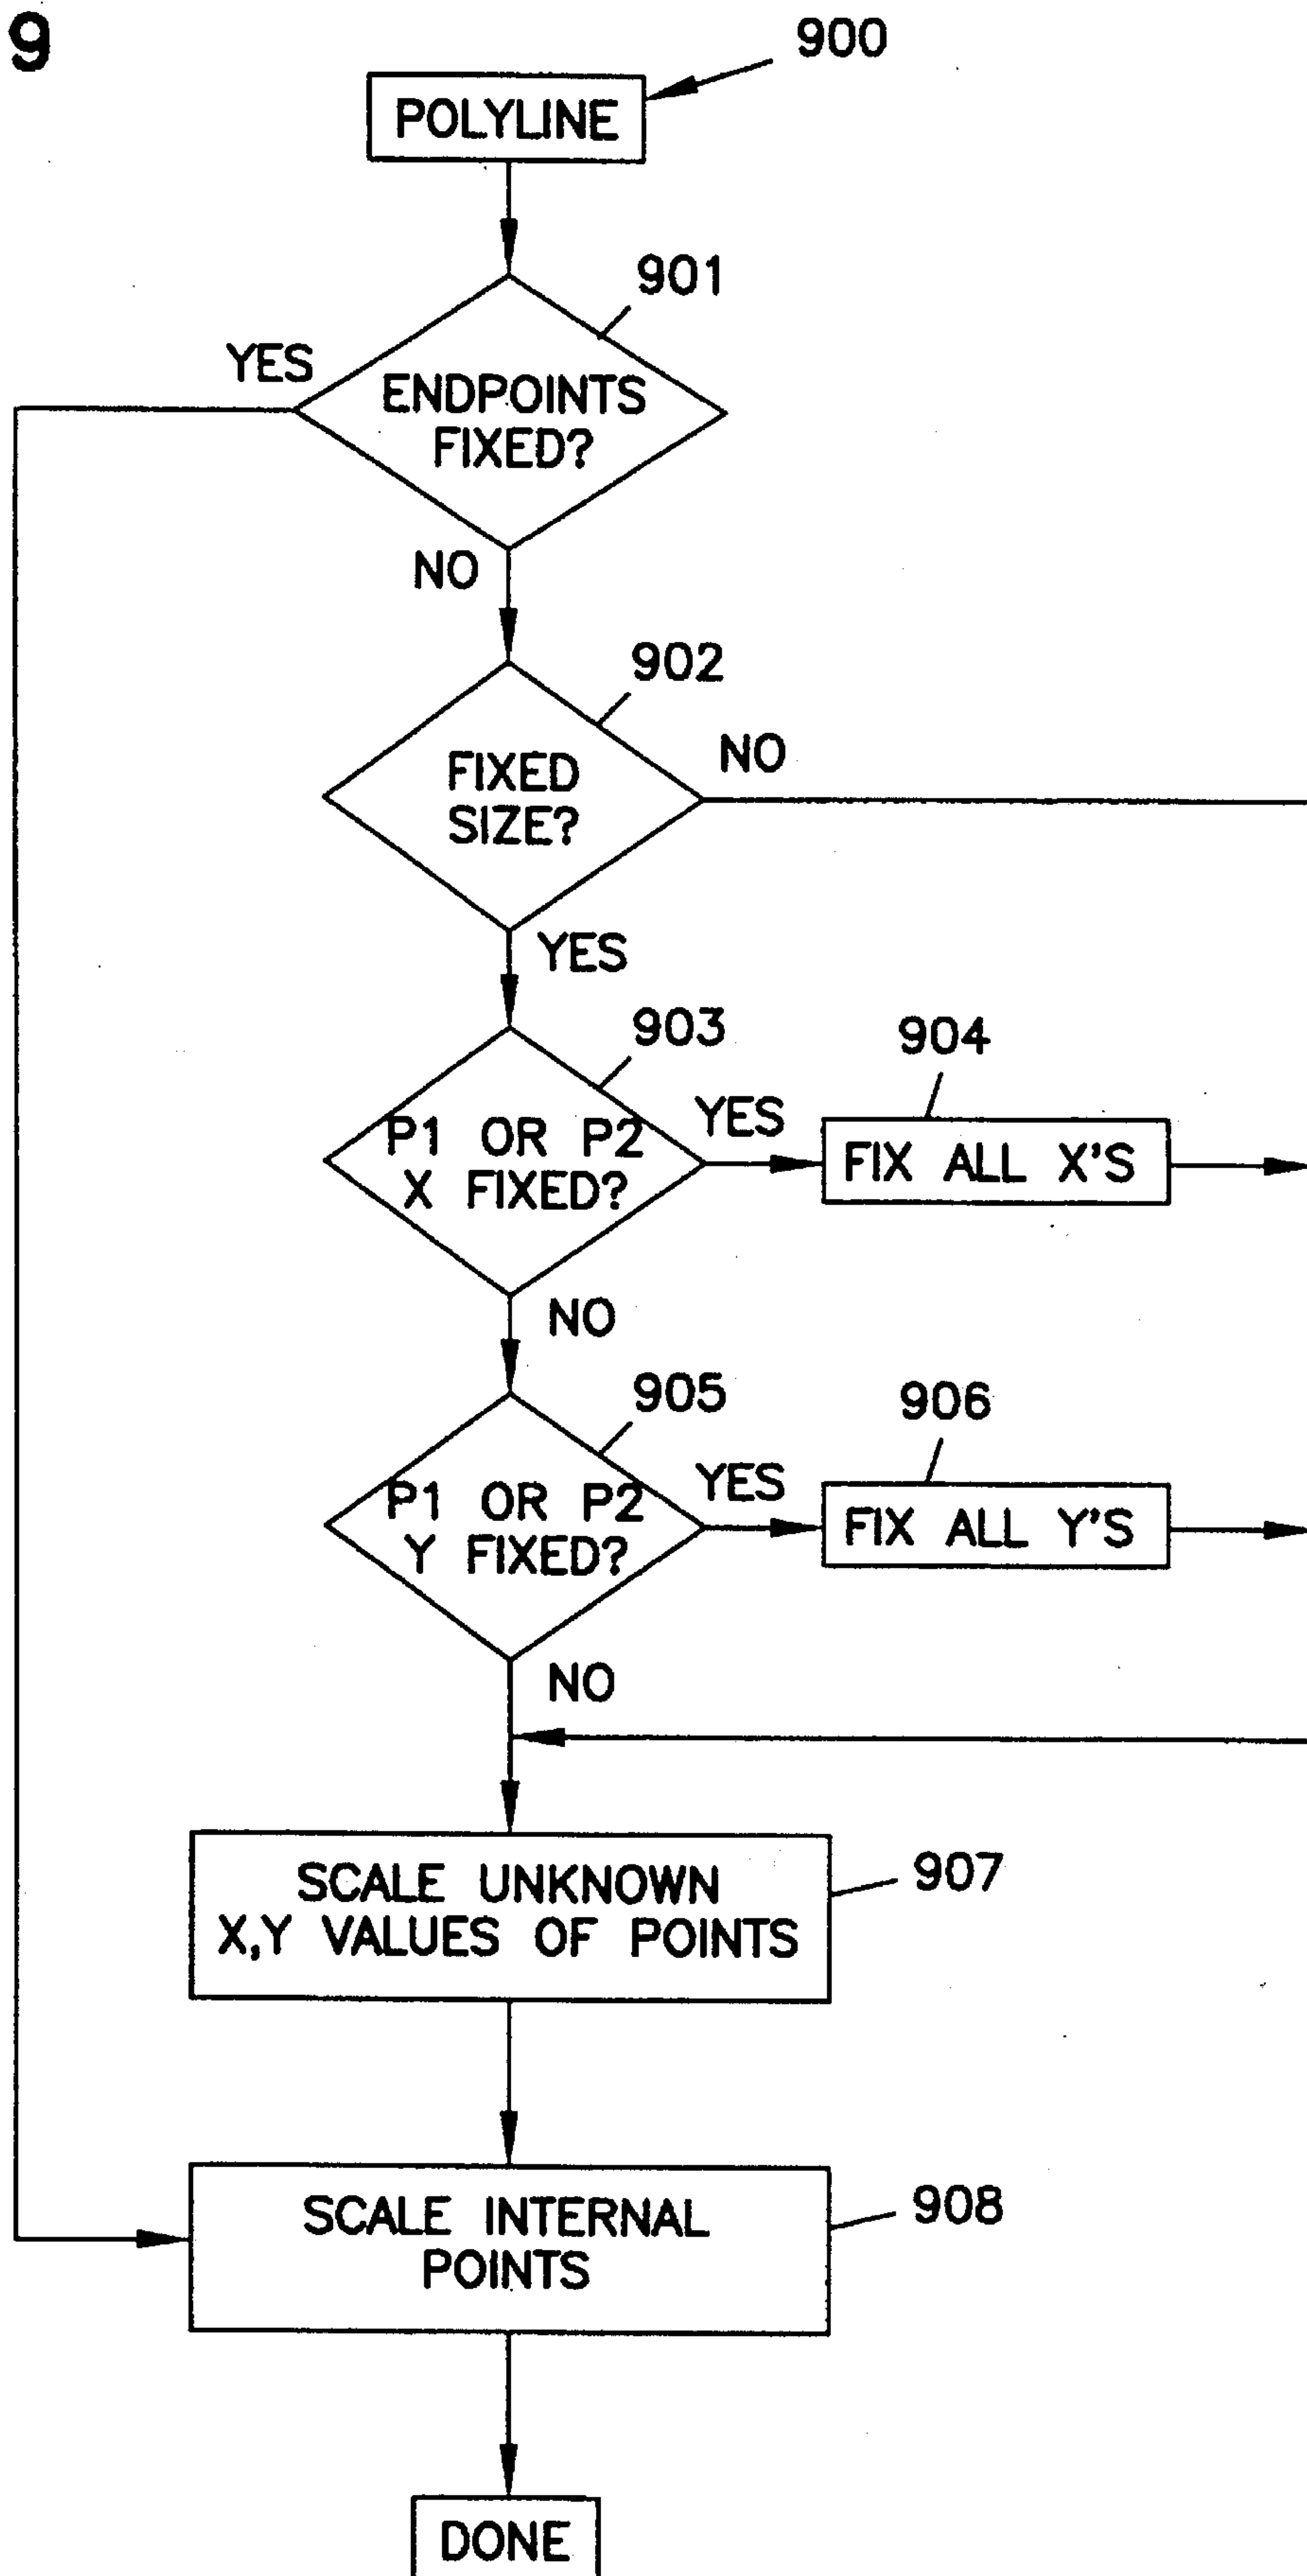 9
900
POLYLINE
901
YES
ENDPOINTS
FIXED?
NO
902
FIXED
SIZE?
NO
YES
903
P1 OR P2
X FIXED?
YES
904
FIX ALL X'S
NO
905
P1 OR P2
Y FIXED?
YES
906
FIX ALL Y'S
NO
SCALE UNKNOWN
X,Y VALUES OF POINTS
907
SCALE INTERNAL
POINTS
908
DONE